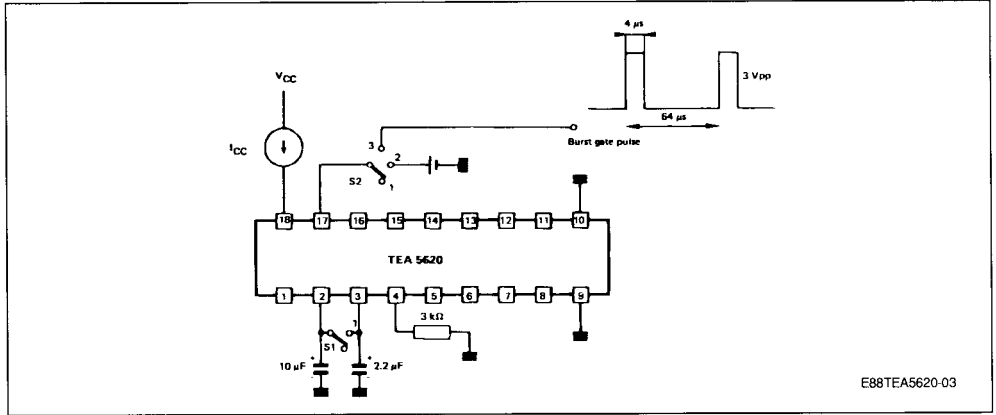 4 μs
3 Vpp
64 μs
VCC
ICC
Burst gate pulse
3
2
1
S2
18 17 16 15 14 13 12 11 10
TEA 5620
1 2 3 4 5 6 7 8 9
1
S1
3 kΩ
10 μF
+
2.2 μF
+
E88TEA5620-03